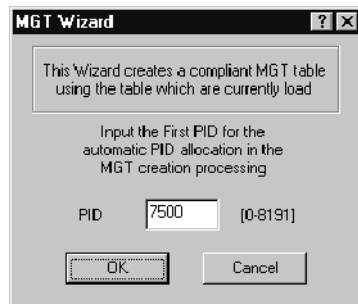 MGT Wizard
This Wizard creates a compliant MGT table
using the table which are currently load
Input the First PID for the
automatic PID allocation in the
MGT creation processing
PID 7500 [0-8191]
OK Cancel